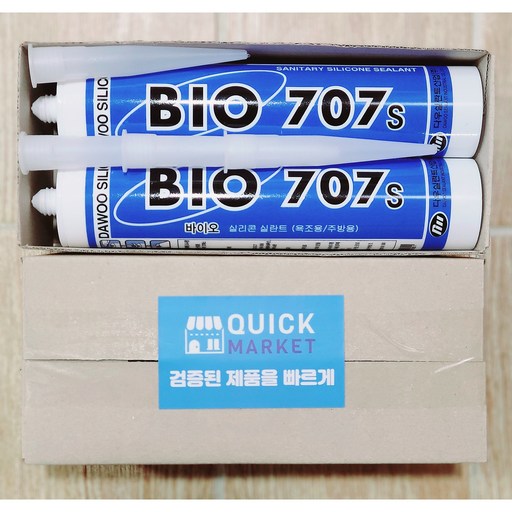 SANITARY SILICONE SEALANT
BIO 707s
BIO 707s
DAWOO SILIC
바이오 실리콘 실란트 (욕조용/주방용)
QUICK
MARKET
검증된 제품을 빠르게